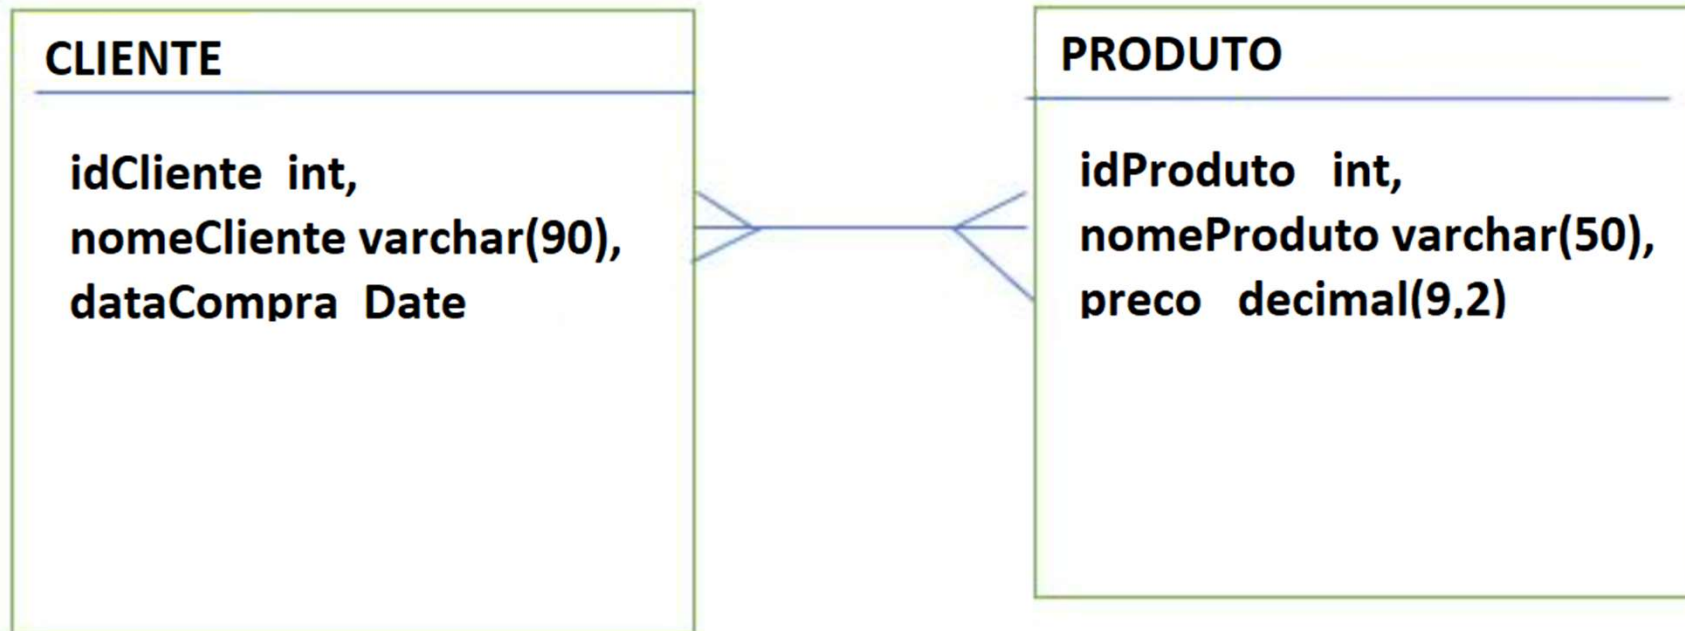 CLIENTE
idCliente int,
nomeCliente varchar(90),
dataCompra Date
PRODUTO
idProduto int,
nomeProduto varchar(50),
preco decimal(9,2)